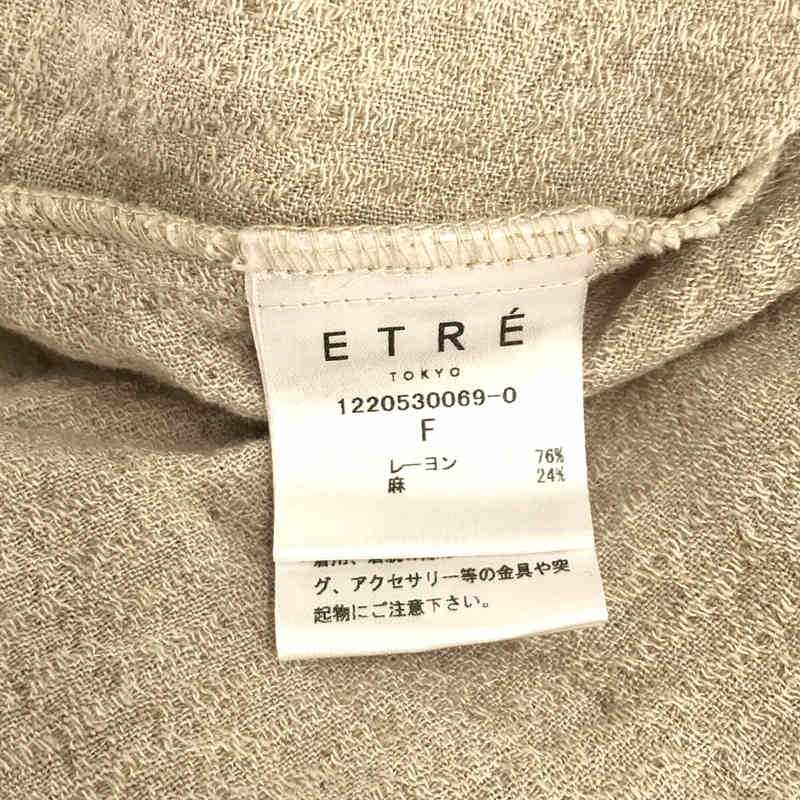 ETRÉ
TOKYO
1220530069-0
F
レーヨン 76%
麻 24%
グ、アクセサリー等の金具や突
起物にご注意下さい。